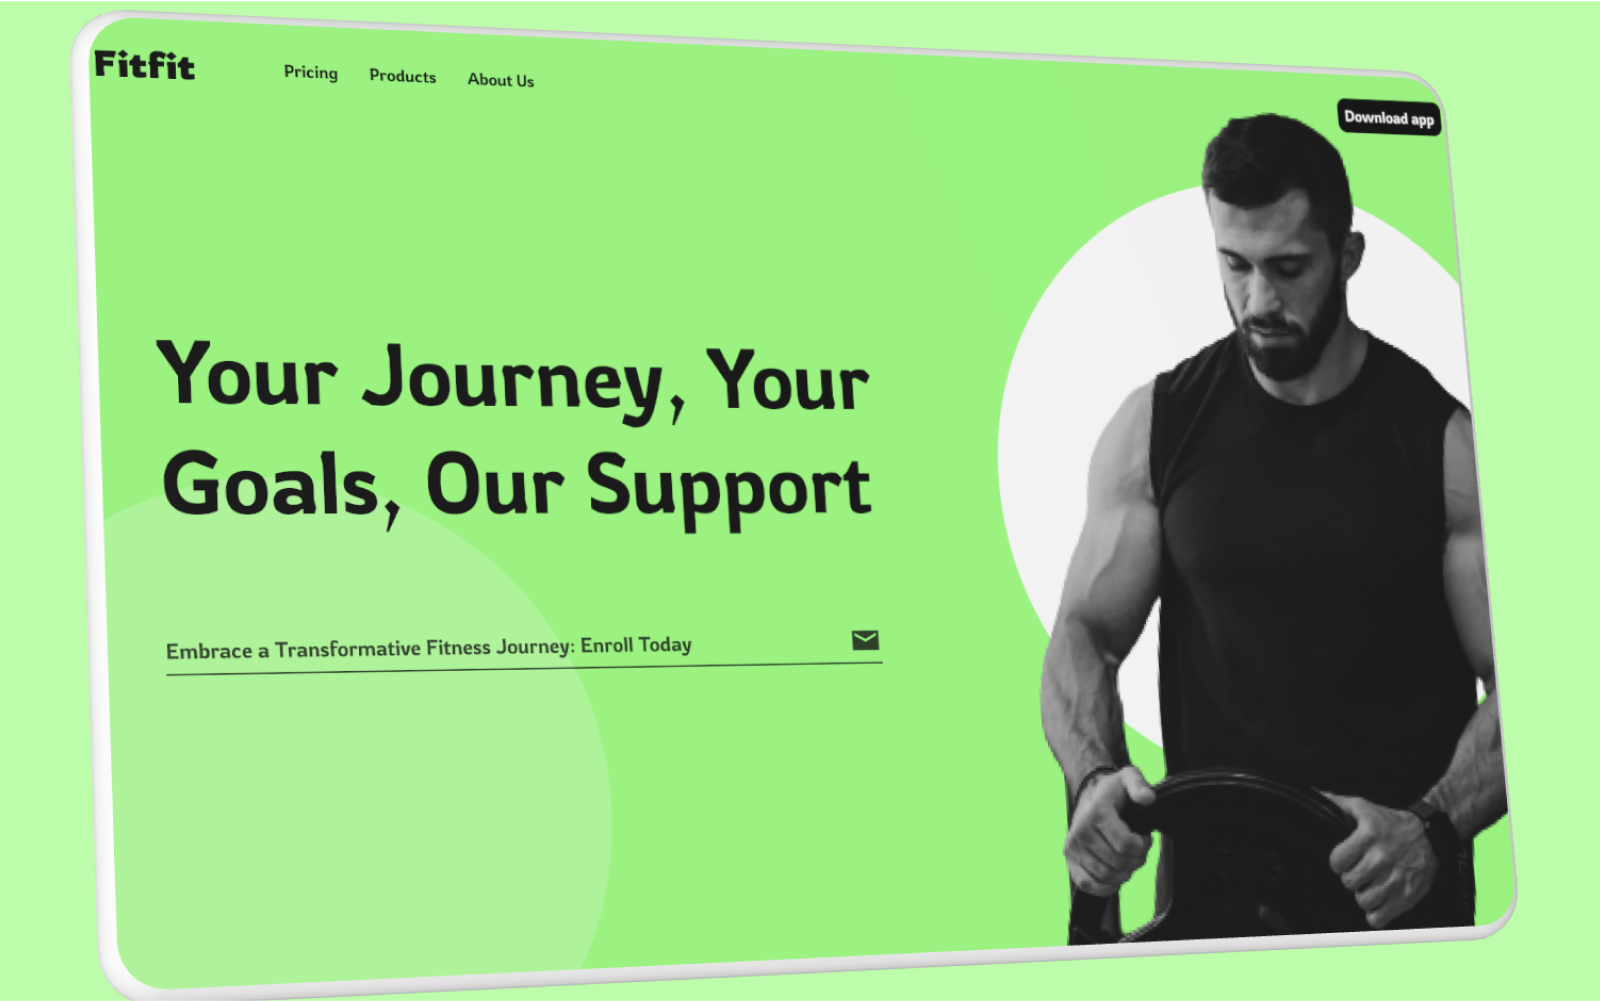 Fitfit
Pricing Products About Us
Download app
Your Journey, Your
Goals, Our Support
Embrace a Transformative Fitness Journey: Enroll Today